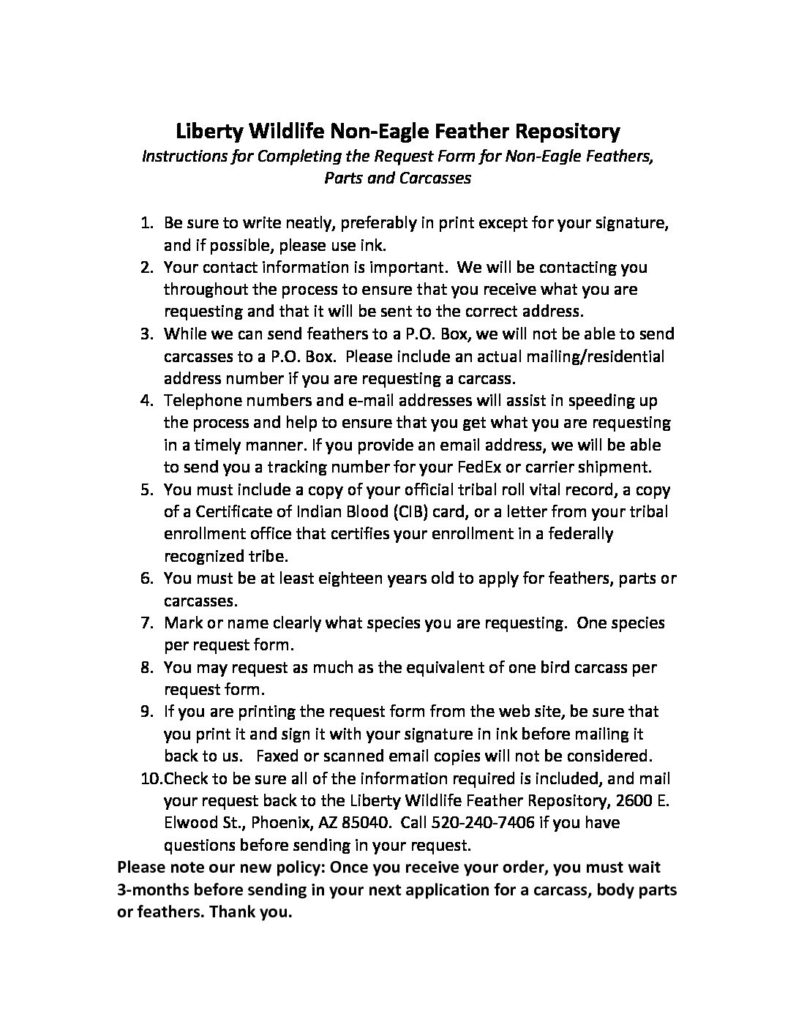 Liberty Wildlife Non-Eagle Feather Repository
Instructions for Completing the Request Form for Non-Eagle Feathers,
Parts and Carcasses
1. Be sure to write neatly, preferably in print except for your signature,
and if possible, please use ink.
2. Your contact information is important.  We will be contacting you
throughout the process to ensure that you receive what you are
requesting and that it will be sent to the correct address.
3. While we can send feathers to a P.O. Box, we will not be able to send
carcasses to a P.O. Box.  Please include an actual mailing/residential
address number if you are requesting a carcass.
4. Telephone numbers and e-mail addresses will assist in speeding up
the process and help to ensure that you get what you are requesting
in a timely manner. If you provide an email address, we will be able
to send you a tracking number for your FedEx or carrier shipment.
5. You must include a copy of your official tribal roll vital record, a copy
of a Certificate of Indian Blood (CIB) card, or a letter from your tribal
enrollment office that certifies your enrollment in a federally
recognized tribe.
6. You must be at least eighteen years old to apply for feathers, parts or
carcasses.
7. Mark or name clearly what species you are requesting.  One species
per request form.
8. You may request as much as the equivalent of one bird carcass per
request form.
9. If you are printing the request form from the web site, be sure that
you print it and sign it with your signature in ink before mailing it
back to us.   Faxed or scanned email copies will not be considered.
10.Check to be sure all of the information required is included, and mail
your request back to the Liberty Wildlife Feather Repository, 2600 E.
Elwood St., Phoenix, AZ 85040.  Call 520-240-7406 if you have
questions before sending in your request.
Please note our new policy: Once you receive your order, you must wait
3-months before sending in your next application for a carcass, body parts
or feathers. Thank you.